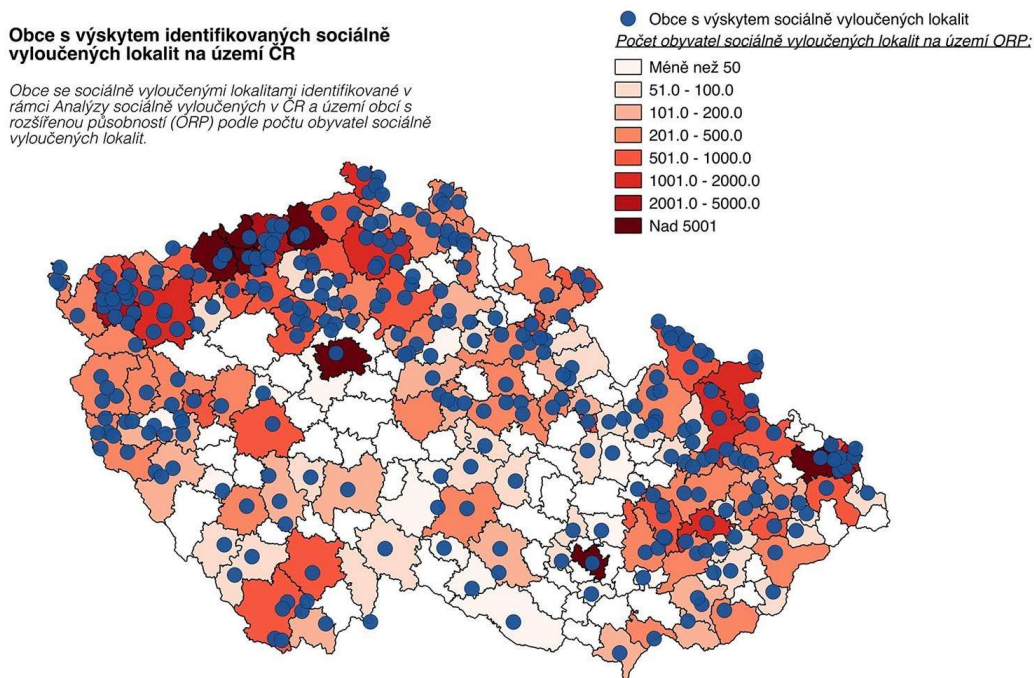 Obce s výskytem identifikovaných sociálně
vyloučených lokalit na území ČR
Obce se sociálně vyloučenými lokalitami identifikované v
rámci Analýzy sociálně vyloučených v ČR a území obcí s
rozšířenou působností (ORP) podle počtu obyvatel sociálně
vyloučených lokalit.
Obce s výskytem sociálně vyloučených lokalit
Počet obyvatel sociálně vyloučených lokalit na území ORP:
Méně než 50
51.0 - 100.0
101.0 - 200.0
201.0 - 500.0
501.0 - 1000.0
1001.0 - 2000.0
2001.0 - 5000.0
Nad 5001